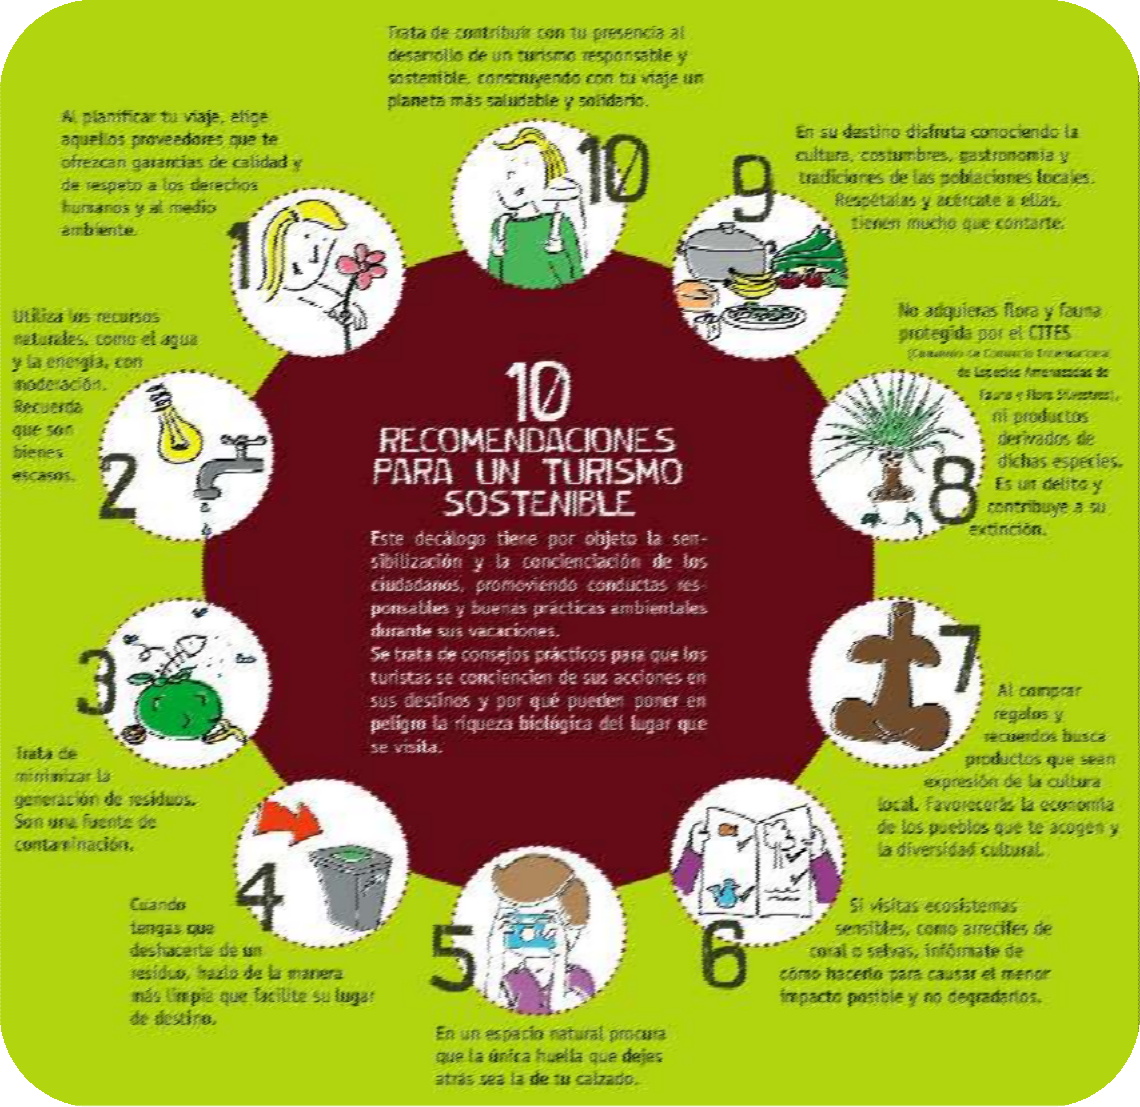 10
RECOMENDACIONES
PARA UN TURISMO
SOSTENIBLE
Este decálogo tiene por objeto la sen-
sibilización y la concienciación de los
ciudadanos, promoviendo conductas res-
ponsables y buenas prácticas ambientales
durante sus vacaciones.
Se trata de consejos prácticos para que los
turistas se conciencien de sus acciones en
sus destinos y por qué pueden poner en
peligro la riqueza biológica del lugar que
se visita.
1
Al planificar tu viaje, elige
aquellos proveedores que te
ofrezcan garantías de calidad y
de respeto a los derechos
humanos y al medio
ambiente.
2
Utiliza los recursos
naturales, como el agua
y la energía, con
moderación.
Recuerda
que son
bienes
escasos.
3
Trata de
minimizar la
generación de residuos.
Son una fuente de
contaminación.
4
Cuando
tengas que
deshacerte de un
residuo, hazlo de la manera
más limpia que facilite su lugar
de destino.
5
En un espacio natural procura
que la única huella que dejes
atrás sea la de tu calzado.
6
Si visitas ecosistemas
sensibles, como arrecifes de
coral o selvas, infórmate de
cómo hacerlo para causar el menor
impacto posible y no degradarlos.
7
Al comprar
regalos y
recuerdos busca
productos que sean
expresión de la cultura
local. Favorecerás la economía
de los pueblos que te acogen y
la diversidad cultural.
8
No adquieras flora y fauna
protegida por el CITES
(Convenio de Comercio Internacional
de Especies Amenazadas de
Fauna y Flora Silvestres),
ni productos
derivados de
dichas especies.
Es un delito y
contribuye a su
extinción.
9
En su destino disfruta conociendo la
cultura, costumbres, gastronomía y
tradiciones de las poblaciones locales.
Respétalas y acércate a ellas,
tienen mucho que contarte.
10
Trata de contribuir con tu presencia al
desarrollo de un turismo responsable y
sostenible, construyendo con tu viaje un
planeta más saludable y solidario.